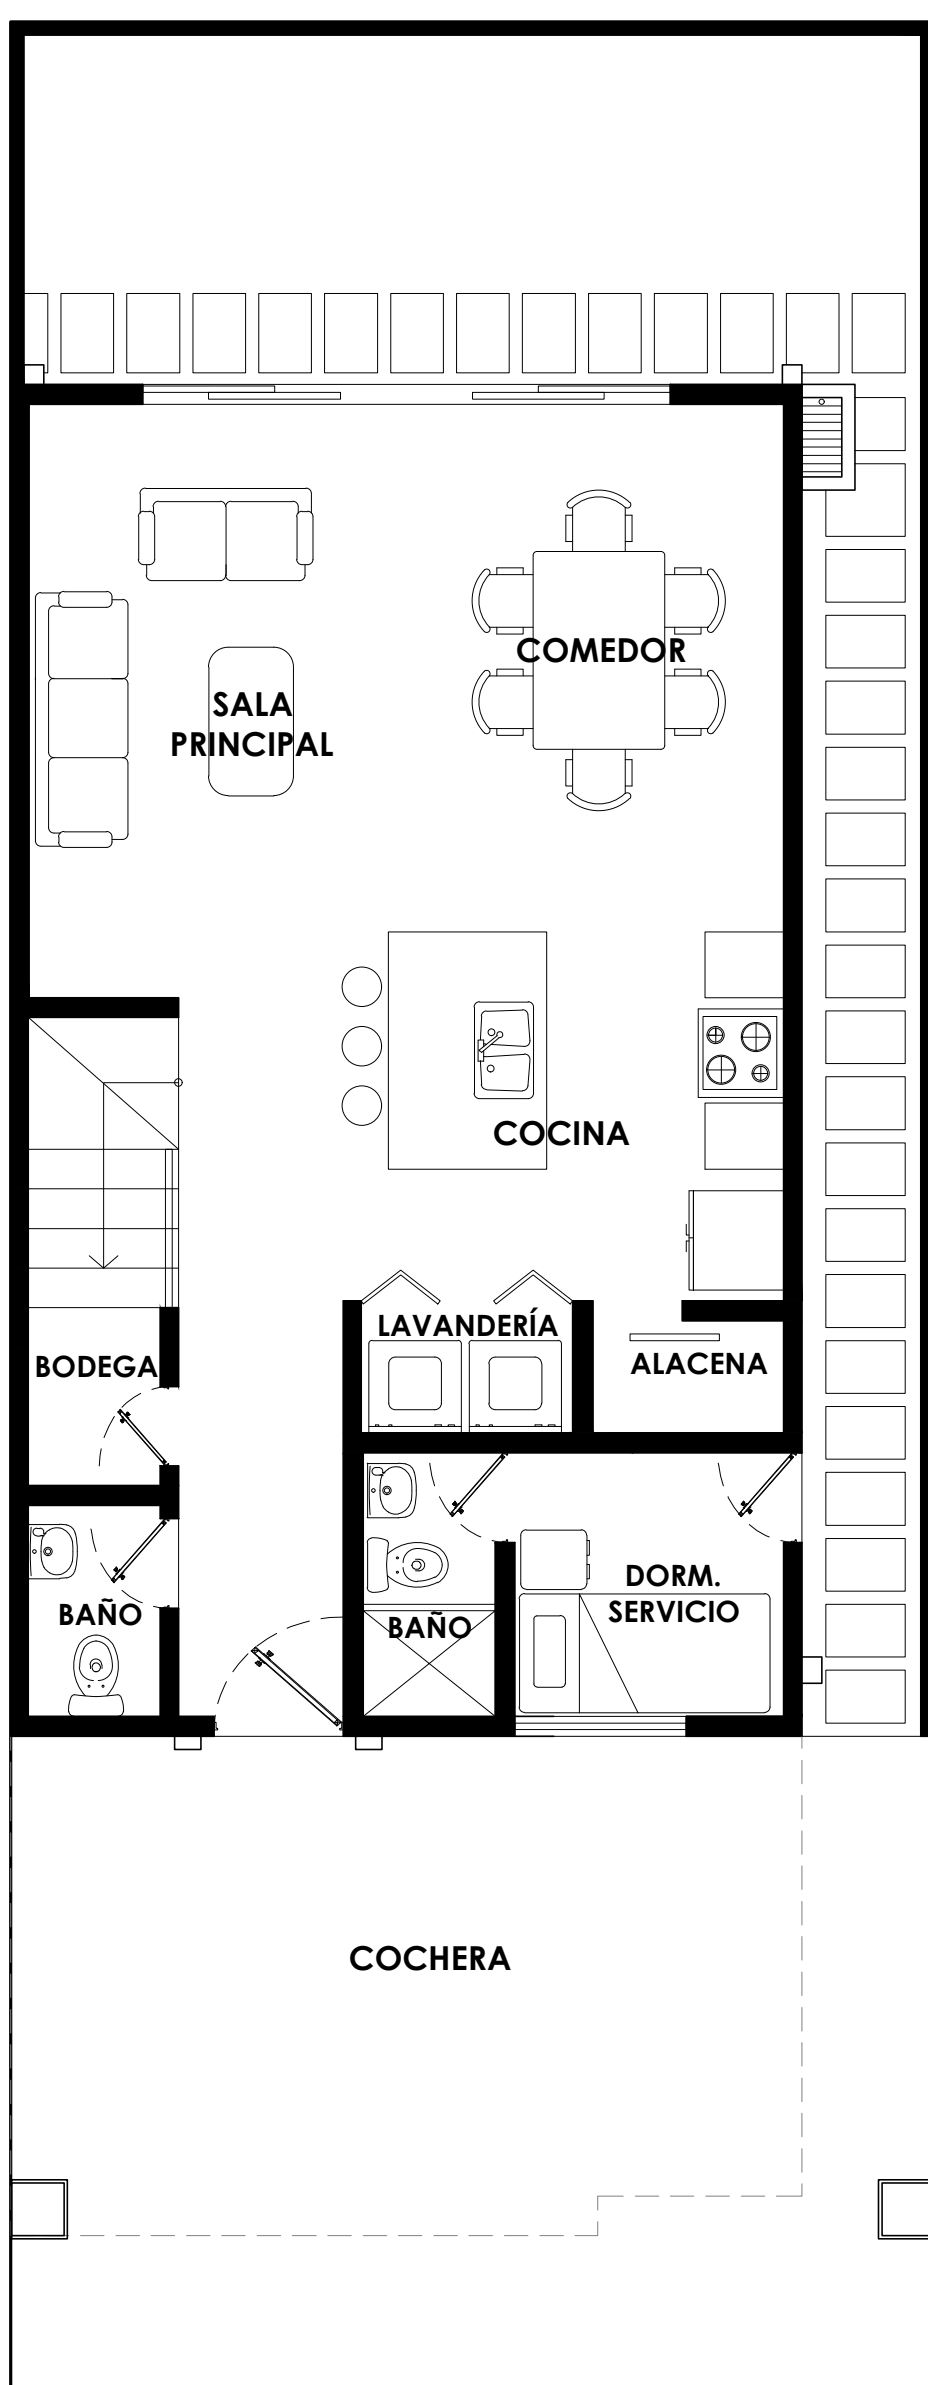 COMEDOR
SALA
PRINCIPAL
COCINA
LAVANDERÍA
BODEGA
ALACENA
DORM.
SERVICIO
BAÑO
BAÑO
COCHERA